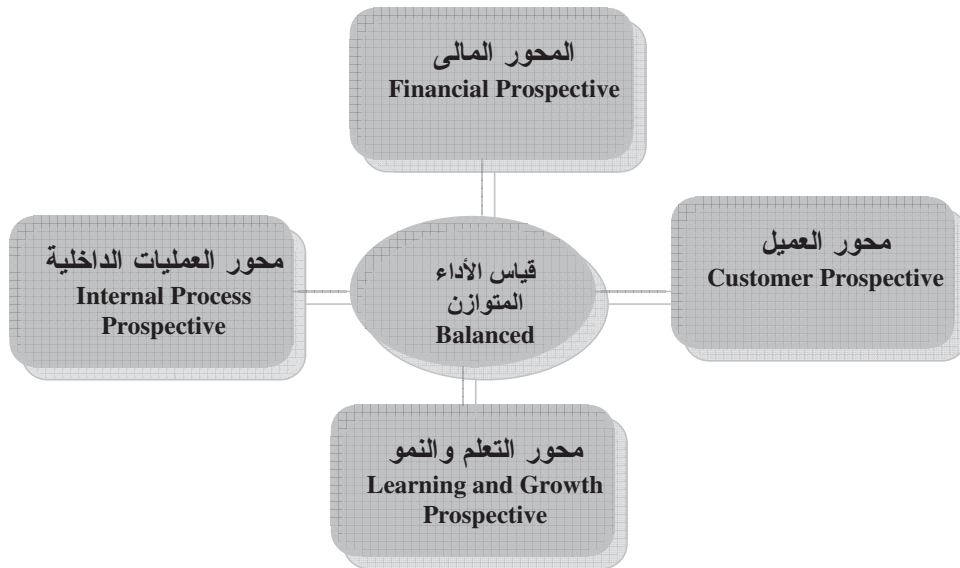 المحور المالى
Financial Prospective
محور العميل
Customer Prospective
قياس الأداء
المتوازن
Balanced
محور العمليات الداخلية
Internal Process
Prospective
محور التعلم والنمو
Learning and Growth
Prospective